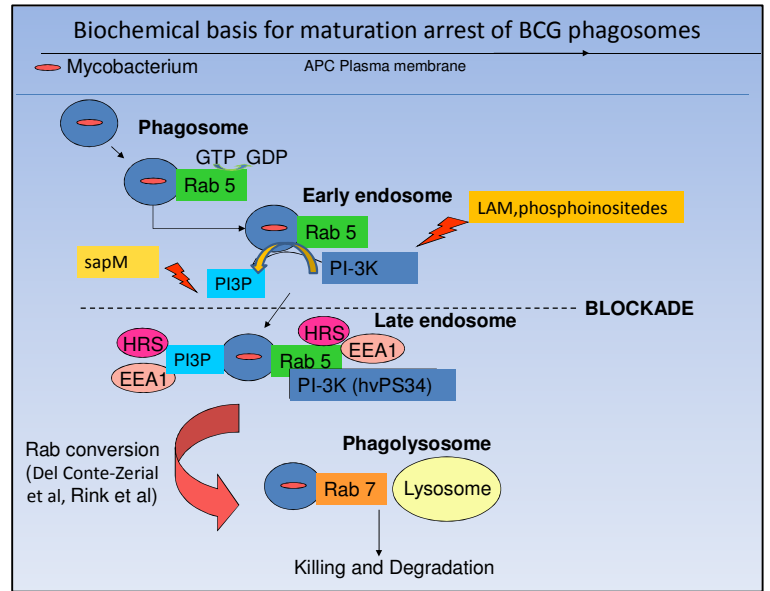 Biochemical basis for maturation arrest of BCG phagosomes
Mycobacterium
APC Plasma membrane
Phagosome
GTP GDP
Rab 5
Early endosome
LAM,phosphoinositedes
Rab 5
sapM
PI3P
PI-3K
BLOCKADE
Late endosome
HRS
HRS
PI3P
Rab 5
EEA1
EEA1
PI-3K (hvPS34)
Phagolysosome
Rab conversion
(Del Conte-Zerial
et al, Rink et al)
Rab 7
Lysosome
Killing and Degradation